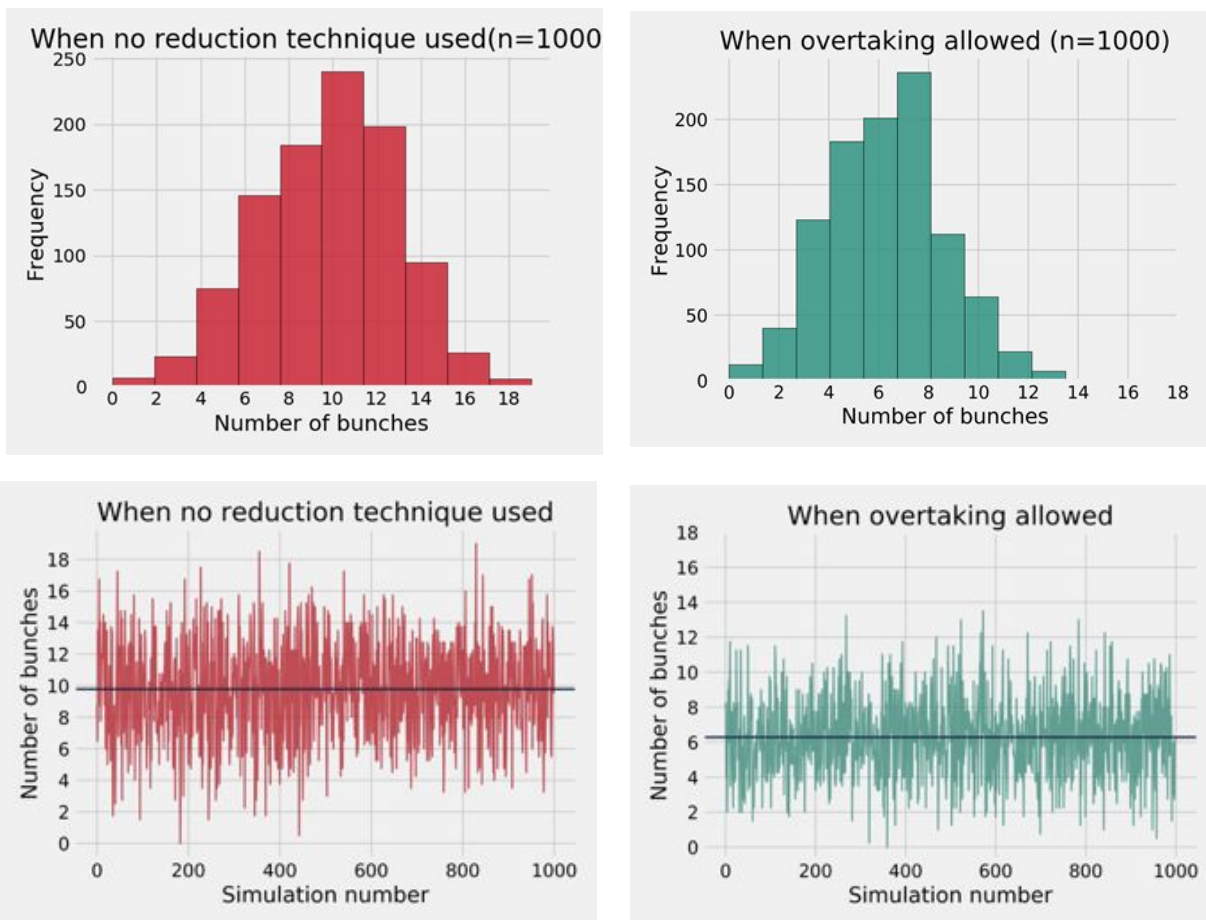 When no reduction technique used(n=1000
250
200
150
100
50
0
Frequency
0 2 4 6 8 10 12 14 16 18
Number of bunches
When overtaking allowed (n=1000)
200
150
100
50
0
Frequency
0 2 4 6 8 10 12 14 16 18
Number of bunches
When no reduction technique used
18
16
14
12
10
8
6
4
2
0
Number of bunches
0 200 400 600 800 1000
Simulation number
When overtaking allowed
18
16
14
12
10
8
6
4
2
0
Number of bunches
0 200 400 600 800 1000
Simulation number